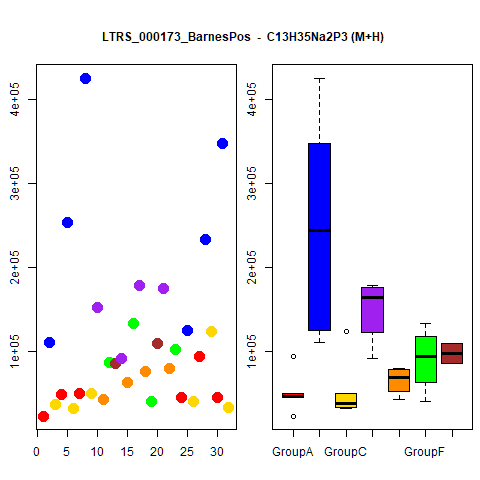 LTRS_000173_BarnesPos - C13H35Na2P3 (M+H)
4e+05
3e+05
2e+05
1e+05
0 5 10 15 20 25 30
4e+05
3e+05
2e+05
1e+05
GroupA GroupC GroupF